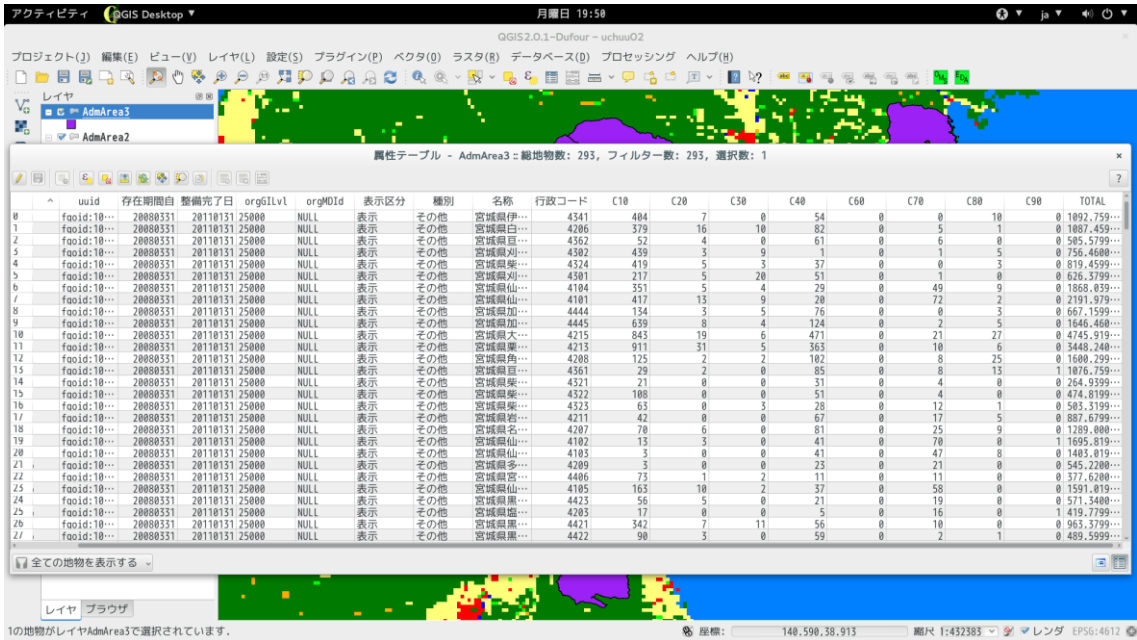 アクティビティ QGIS Desktop ▼ 月曜日 19:50 ja
QGIS2.0.1-Dufour - uchuu02
プロジェクト(J) 編集(E) ビュー(V) レイヤ(L) 設定(S) プラグイン(P) ベクタ(O) ラスタ(R) データベース(D) プロセッシング ヘルプ(H)
レイヤ
AdmArea3
AdmArea2
属性テーブル - AdmArea3 :: 総地物数: 293, フィルター数: 293, 選択数: 1
uuid 存在期間自 整備完了日 orgGILvl orgMDId 表示区分 種別 名称 行政コード C10 C20 C30 C40 C60 C70 C80 C90 TOTAL
0 fgoid:10… 20080331 20110131 25000 NULL 表示 その他 宮城県伊… 4341 404 7 0 54 0 0 10 0 1092.759…
1 fgoid:10… 20080331 20110131 25000 NULL 表示 その他 宮城県白… 4206 379 16 10 82 0 5 1 0 1087.459…
2 fgoid:10… 20080331 20110131 25000 NULL 表示 その他 宮城県亘… 4362 52 4 0 61 0 6 0 0 505.5799…
3 fgoid:10… 20080331 20110131 25000 NULL 表示 その他 宮城県刈… 4302 439 3 9 1 0 1 5 0 756.4600…
4 fgoid:10… 20080331 20110131 25000 NULL 表示 その他 宮城県柴… 4324 419 5 3 37 0 0 3 0 819.4599…
5 fgoid:10… 20080331 20110131 25000 NULL 表示 その他 宮城県刈… 4301 217 5 20 51 0 1 0 0 626.3799…
6 fgoid:10… 20080331 20110131 25000 NULL 表示 その他 宮城県仙… 4104 351 5 4 29 0 49 9 0 1868.039…
7 fgoid:10… 20080331 20110131 25000 NULL 表示 その他 宮城県仙… 4101 417 13 9 20 0 72 2 0 2191.979…
8 fgoid:10… 20080331 20110131 25000 NULL 表示 その他 宮城県加… 4444 134 3 5 76 0 0 3 0 667.1599…
9 fgoid:10… 20080331 20110131 25000 NULL 表示 その他 宮城県加… 4445 639 8 4 124 0 2 5 0 1646.460…
10 fgoid:10… 20080331 20110131 25000 NULL 表示 その他 宮城県大… 4215 843 19 6 471 0 21 27 0 4745.919…
11 fgoid:10… 20080331 20110131 25000 NULL 表示 その他 宮城県栗… 4213 911 31 5 363 0 10 6 0 3448.240…
12 fgoid:10… 20080331 20110131 25000 NULL 表示 その他 宮城県角… 4208 125 2 2 102 0 8 25 0 1600.299…
13 fgoid:10… 20080331 20110131 25000 NULL 表示 その他 宮城県亘… 4361 29 2 0 85 0 8 13 1 1076.759…
14 fgoid:10… 20080331 20110131 25000 NULL 表示 その他 宮城県柴… 4321 21 0 0 31 0 4 0 0 264.9399…
15 fgoid:10… 20080331 20110131 25000 NULL 表示 その他 宮城県柴… 4322 108 0 0 51 0 4 0 0 474.8199…
16 fgoid:10… 20080331 20110131 25000 NULL 表示 その他 宮城県柴… 4323 63 0 3 28 0 12 1 0 503.3199…
17 fgoid:10… 20080331 20110131 25000 NULL 表示 その他 宮城県岩… 4211 42 0 0 67 0 17 5 0 887.6799…
18 fgoid:10… 20080331 20110131 25000 NULL 表示 その他 宮城県名… 4207 70 6 0 81 0 25 9 0 1289.000…
19 fgoid:10… 20080331 20110131 25000 NULL 表示 その他 宮城県仙… 4102 13 3 0 41 0 70 0 1 1695.819…
20 fgoid:10… 20080331 20110131 25000 NULL 表示 その他 宮城県仙… 4103 3 0 0 41 0 47 8 0 1403.019…
21 fgoid:10… 20080331 20110131 25000 NULL 表示 その他 宮城県多… 4209 3 0 0 23 0 21 0 0 545.2200…
22 fgoid:10… 20080331 20110131 25000 NULL 表示 その他 宮城県宮… 4406 73 1 2 11 0 11 0 0 377.6200…
23 fgoid:10… 20080331 20110131 25000 NULL 表示 その他 宮城県仙… 4105 163 10 2 37 0 58 0 0 1591.019…
24 fgoid:10… 20080331 20110131 25000 NULL 表示 その他 宮城県黒… 4423 56 5 0 21 0 19 0 0 571.3400…
25 fgoid:10… 20080331 20110131 25000 NULL 表示 その他 宮城県塩… 4203 17 0 0 5 0 16 0 1 419.7799…
26 fgoid:10… 20080331 20110131 25000 NULL 表示 その他 宮城県黒… 4421 342 7 11 56 0 10 0 0 963.3799…
27 fgoid:10… 20080331 20110131 25000 NULL 表示 その他 宮城県黒… 4422 90 3 0 59 0 2 1 0 489.5999…
全ての地物を表示する
レイヤ ブラウザ
1の地物がレイヤAdmArea3で選択されています. 座標: 140.590,38.913 縮尺 1:432383 レンダ EPSG:4612